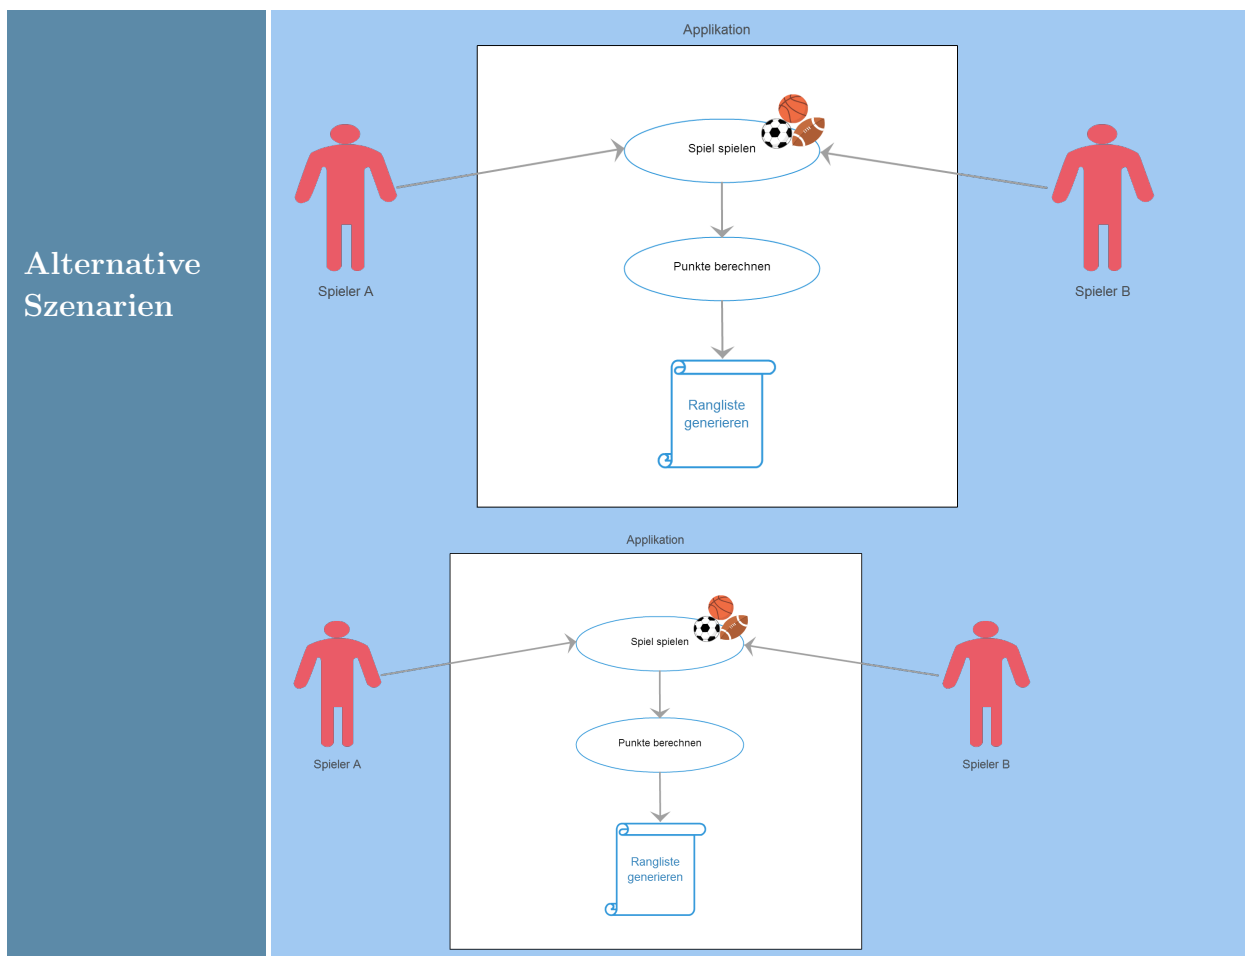 Alternative
Szenarien
Applikation
Spiel spielen
Punkte berechnen
Spieler A
Spieler B
Rangliste
generieren
Applikation
Spiel spielen
Punkte berechnen
Spieler A
Spieler B
Rangliste
generieren